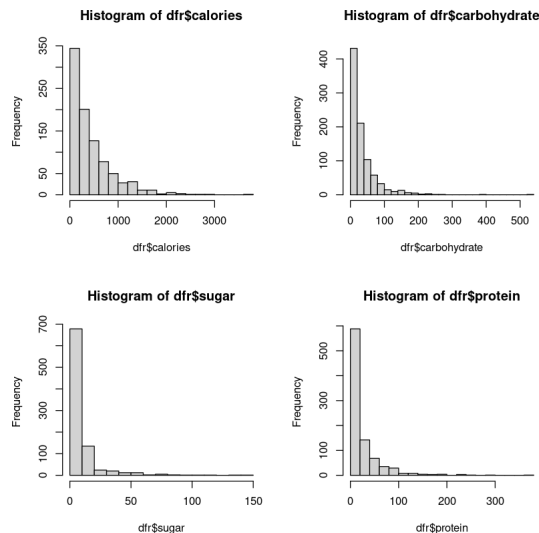 Histogram of dfr$calories
Frequency
0 50 150 250 350
0 1000 2000 3000
dfr$calories
Histogram of dfr$carbohydrate
Frequency
0 100 200 300 400
0 100 200 300 400 500
dfr$carbohydrate
Histogram of dfr$sugar
Frequency
0 100 300 500 700
0 50 100 150
dfr$sugar
Histogram of dfr$protein
Frequency
0 100 300 500
0 100 200 300
dfr$protein